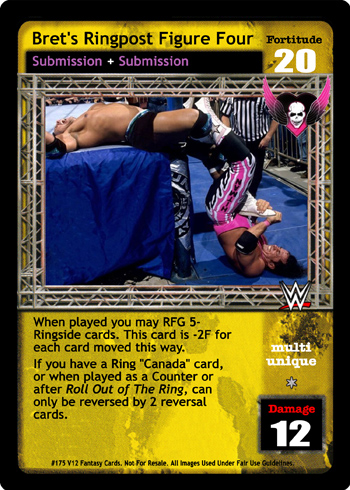 Bret's Ringpost Figure Four
Fortitude
Submission + Submission
20
W
When played you may RFG 5-
Ringside cards. This card is -2F for
each card moved this way.
If you have a Ring "Canada" card,
or when played as a Counter or
after Roll Out of The Ring, can
only be reversed by 2 reversal
cards.
multi
unique
Damage
12
#175 V12 Fantasy Cards. Not For Resale. All Images Used Under Fair Use Guidelines.